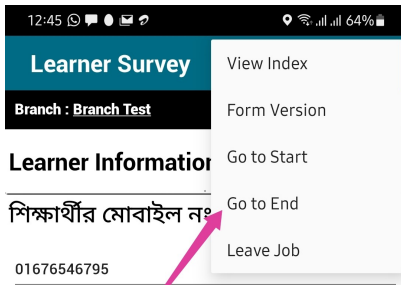 12:45 64%
Learner Survey
View Index
Branch : Branch Test
Form Version
Learner Information
Go to Start
শিক্ষার্থীর মোবাইল নং
Go to End
Leave Job
01676546795